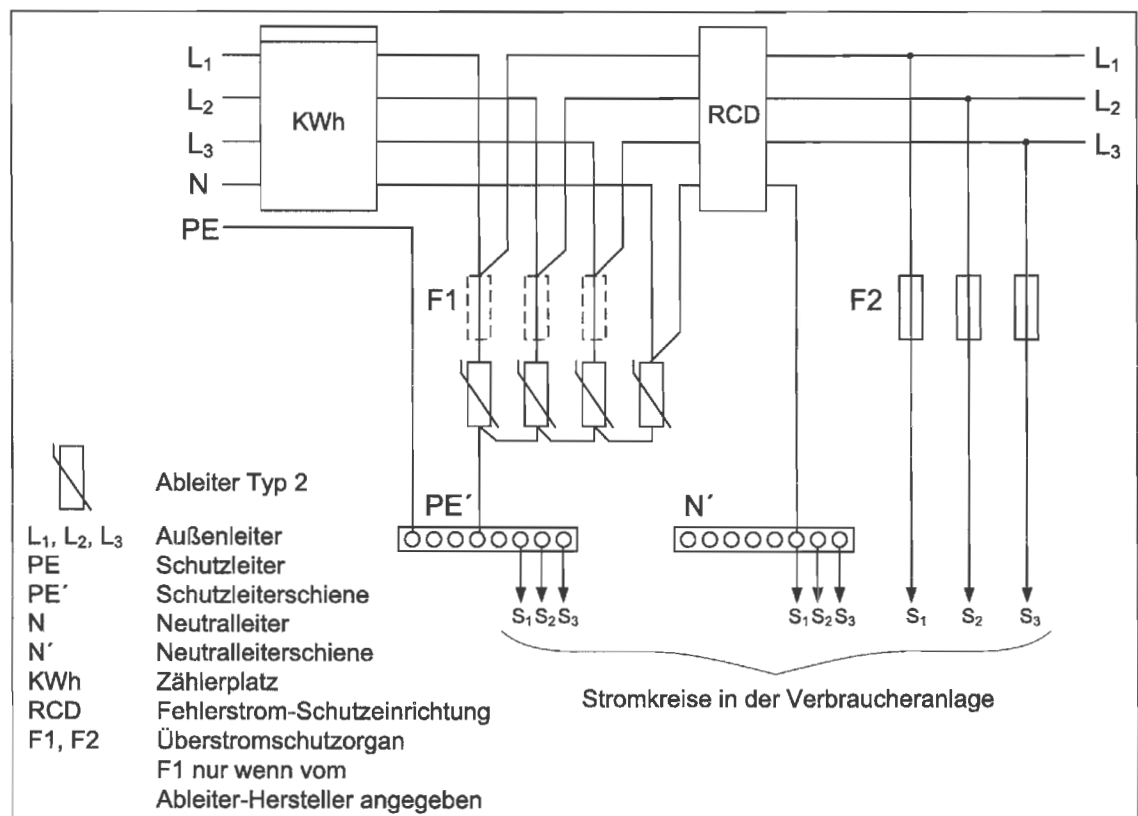 L₁
L₂
L₃
N
PE
KWh
RCD
L₁
L₂
L₃
F1
F2
PE´
N´
S₁ S₂ S₃
S₁ S₂ S₃
S₁
S₂
S₃
Stromkreise in der Verbraucheranlage
Ableiter Typ 2
L₁, L₂, L₃ Außenleiter
PE Schutzleiter
PE´ Schutzleiterschiene
N Neutralleiter
N´ Neutralleiterschiene
KWh Zählerplatz
RCD Fehlerstrom-Schutzeinrichtung
F1, F2 Überstromschutzorgan
F1 nur wenn vom
Ableiter-Hersteller angegeben